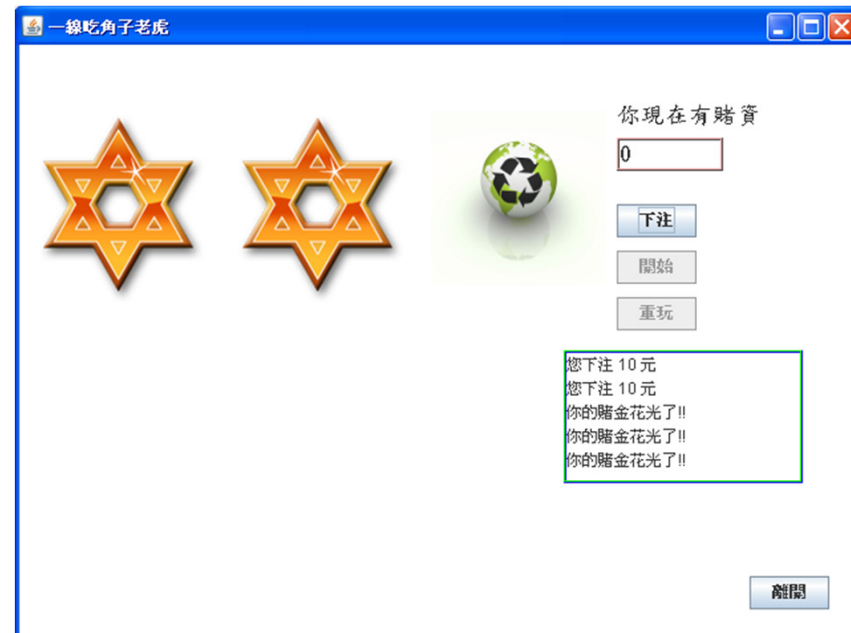 一線吃角子老虎
你現在有賭資
0
下注
開始
重玩
您下注 10 元
您下注 10 元
你的賭金花光了!!
你的賭金花光了!!
你的賭金花光了!!
離開